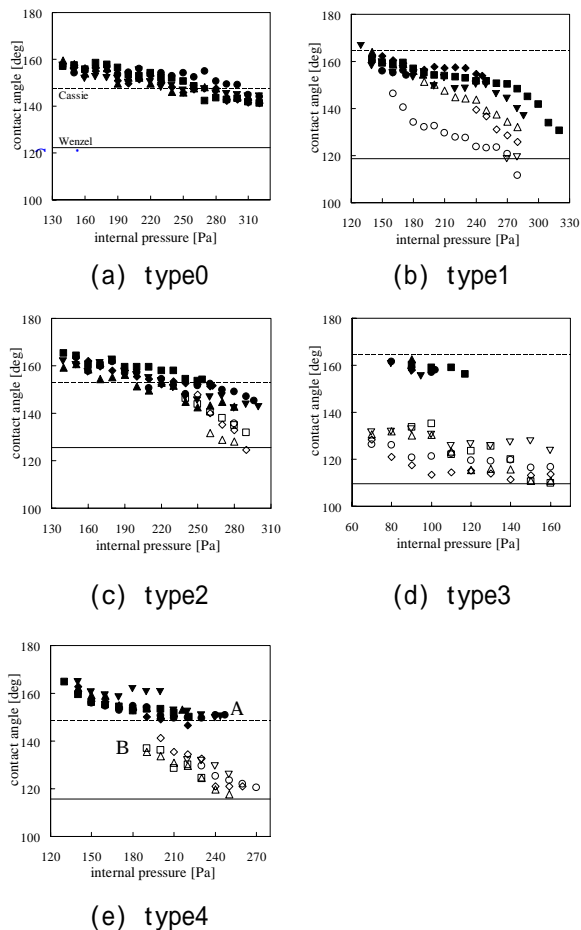 180
160
140
120
100
contact angle [deg]
Cassie
Wenzel
130 160 190 220 250 280 310
internal pressure [Pa]
(a) type0
180
160
140
120
100
contact angle [deg]
120 150 180 210 240 270 300 330
internal pressure [Pa]
(b) type1
180
160
140
120
100
contact angle [deg]
130 160 190 220 250 280 310
internal pressure [Pa]
(c) type2
180
160
140
120
100
contact angle [deg]
60 80 100 120 140 160
internal pressure [Pa]
(d) type3
180
160
140
120
100
contact angle [deg]
A
B
120 150 180 210 240 270
internal pressure [Pa]
(e) type4